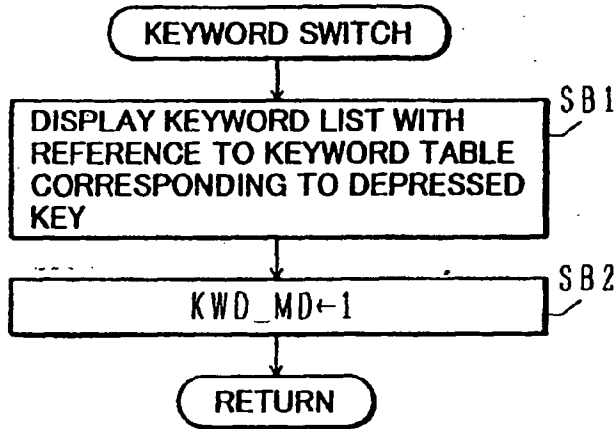 KEYWORD SWITCH
SB1
DISPLAY KEYWORD LIST WITH
REFERENCE TO KEYWORD TABLE
CORRESPONDING TO DEPRESSED
KEY
SB2
KWD_MD←1
RETURN